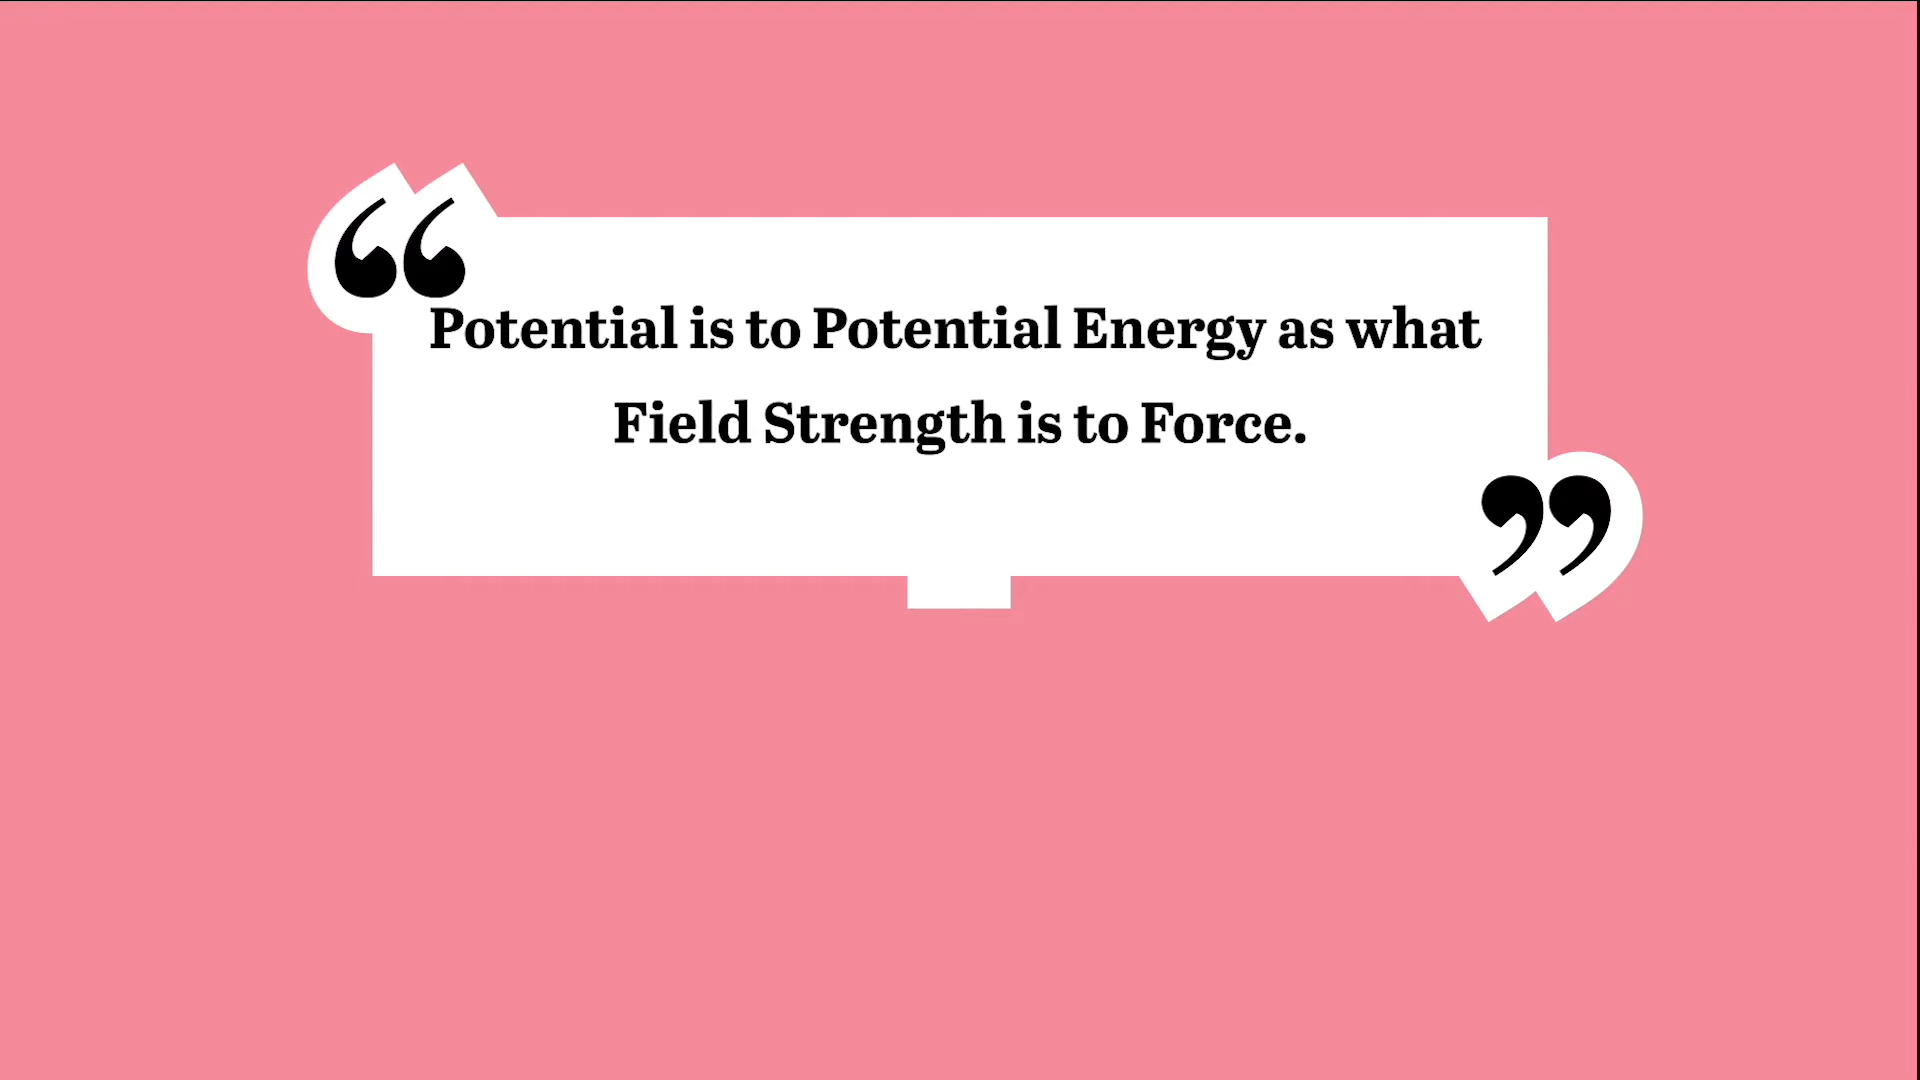 “Potential is to Potential Energy as what
Field Strength is to Force.”